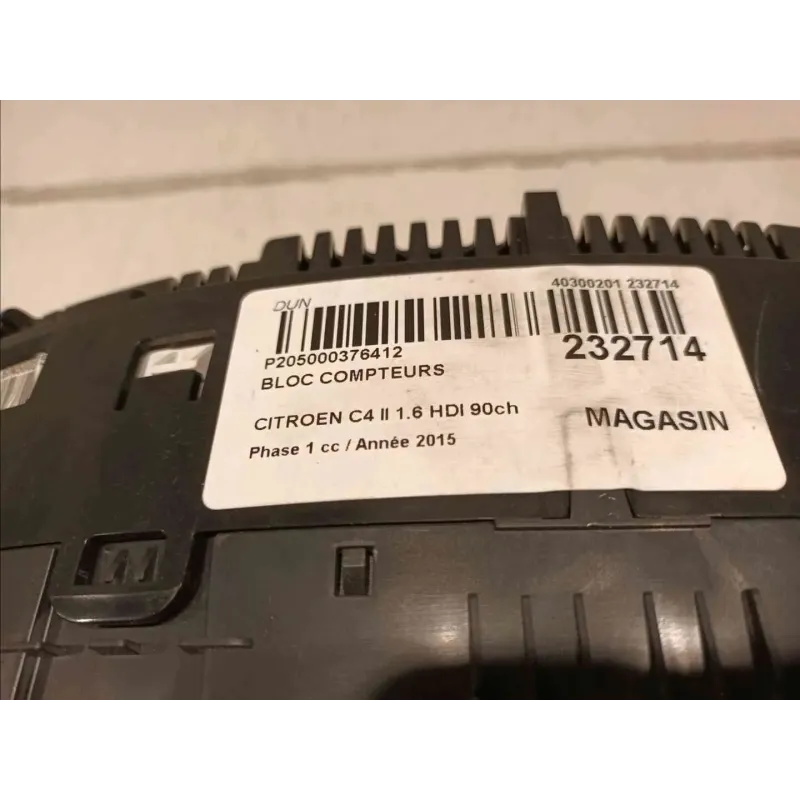 DUN
40300201 232714
P205000376412
232714
BLOC COMPTEURS
CITROEN C4 II 1.6 HDI 90ch
MAGASIN
Phase 1 cc / Année 2015